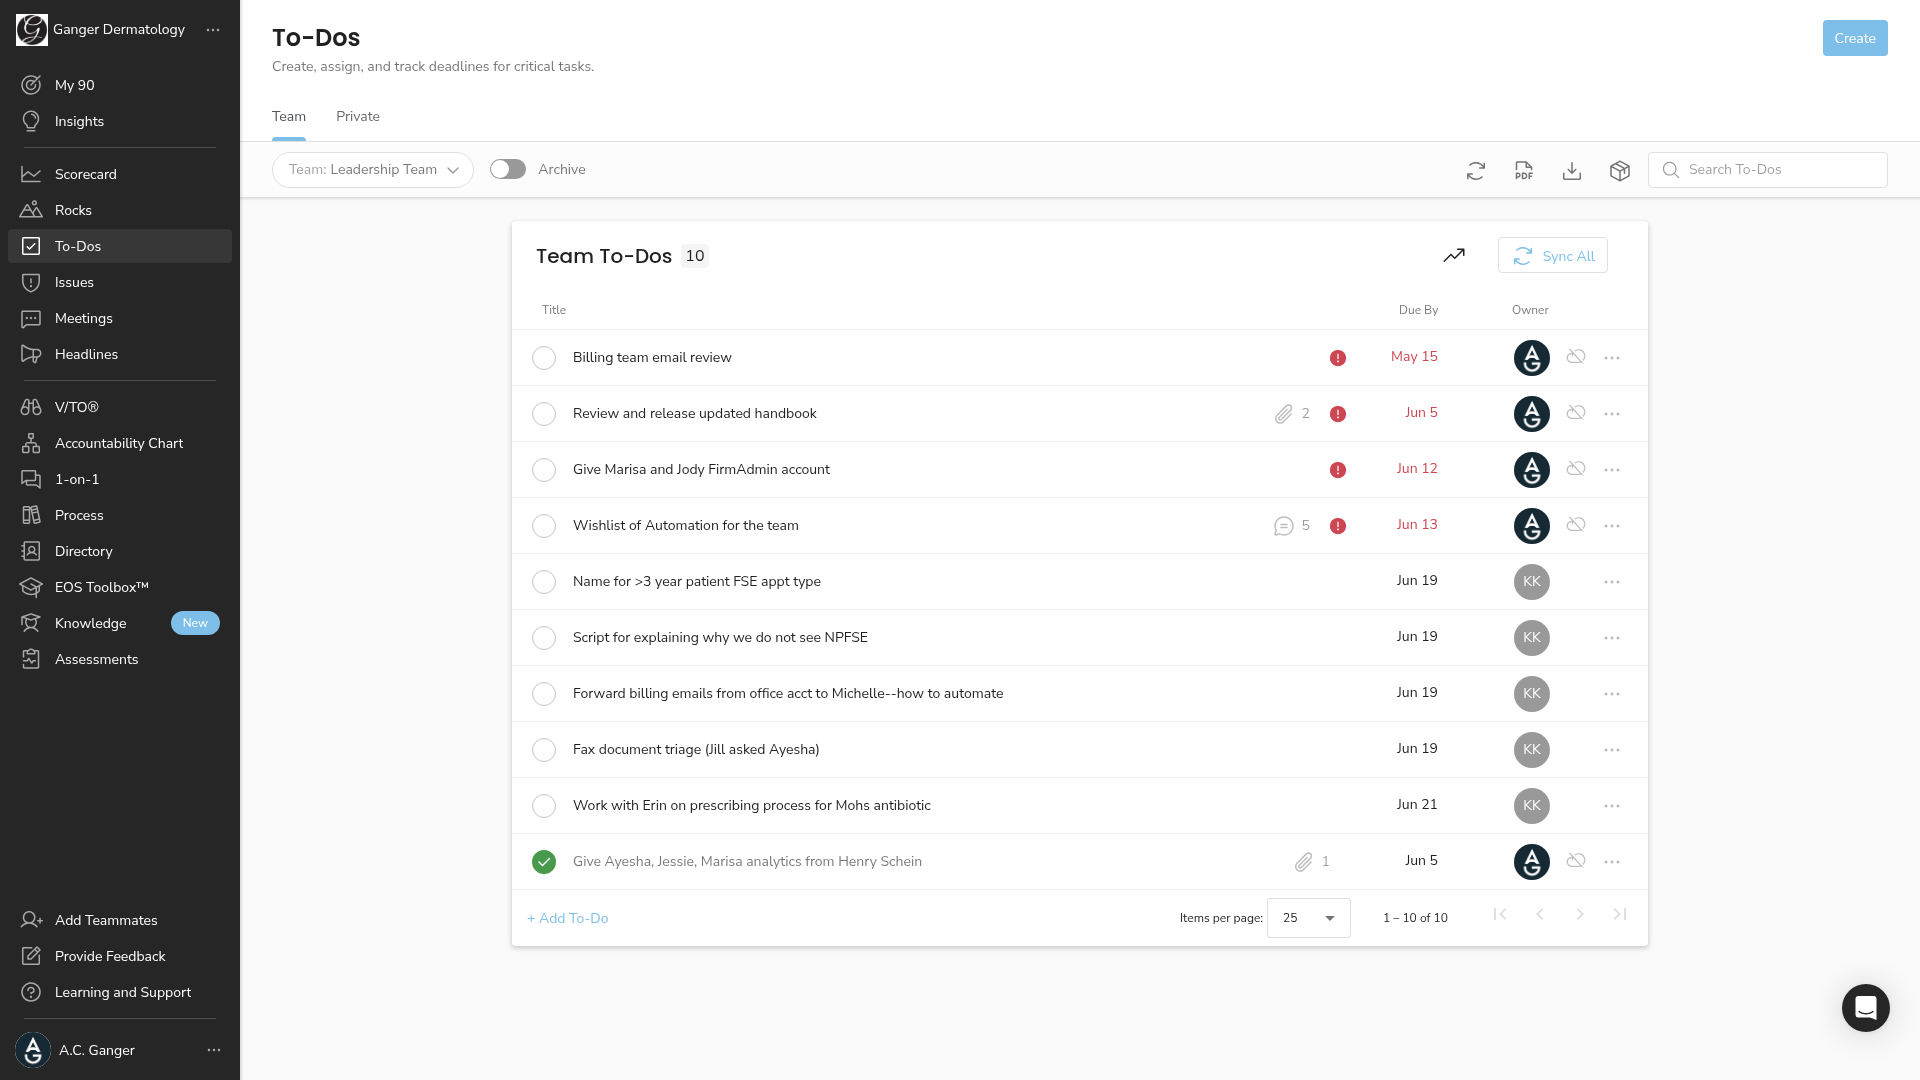 Ganger Dermatology
My 90
Insights
Scorecard
Rocks
To-Dos
Issues
Meetings
Headlines
V/TO®
Accountability Chart
1-on-1
Process
Directory
EOS Toolbox™
Knowledge New
Assessments
Add Teammates
Provide Feedback
Learning and Support
A.C. Ganger
To-Dos
Create
Create, assign, and track deadlines for critical tasks.
Team Private
Team: Leadership Team Archive PDF Search To-Dos
Team To-Dos 10 Sync All
Title Due By Owner
Billing team email review May 15 AG
Review and release updated handbook 2 Jun 5 AG
Give Marisa and Jody FirmAdmin account Jun 12 AG
Wishlist of Automation for the team 5 Jun 13 AG
Name for >3 year patient FSE appt type Jun 19 KK
Script for explaining why we do not see NPFSE Jun 19 KK
Forward billing emails from office acct to Michelle--how to automate Jun 19 KK
Fax document triage (Jill asked Ayesha) Jun 19 KK
Work with Erin on prescribing process for Mohs antibiotic Jun 21 KK
Give Ayesha, Jessie, Marisa analytics from Henry Schein 1 Jun 5 AG
+ Add To-Do Items per page: 25 1 – 10 of 10